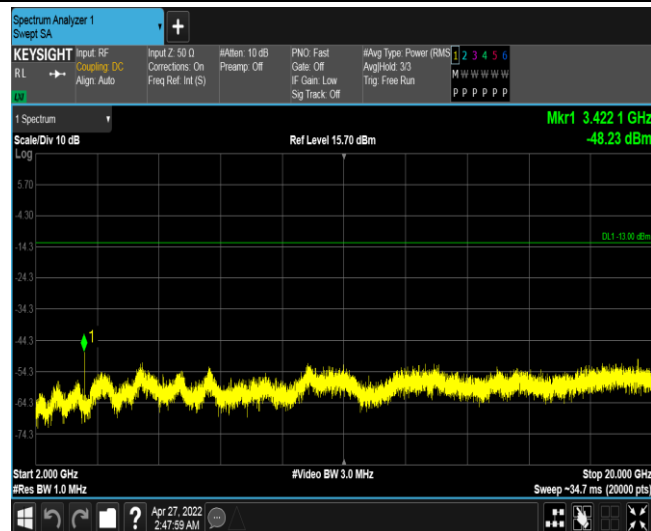 Spectrum Analyzer 1
Swept SA
+
KEYSIGHT Input: RF Input Z: 50 Ω #Atten: 10 dB PNO: Fast #Avg Type: Power (RMS 1 2 3 4 5 6
RL Coupling: DC Corrections: On Preamp: Off Gate: Off Avg|Hold: 3/3 M W W W W W
Align: Auto Freq Ref: Int (S) IF Gain: Low Trig: Free Run
Sig Track: Off P P P P P P
1 Spectrum Mkr1 3.422 1 GHz
Scale/Div 10 dB Ref Level 15.70 dBm -48.23 dBm
Log
5.70
-4.30
DL1 -13.00 dBm
-14.3
-24.3
-34.3
-44.3
1
-54.3
-64.3
-74.3
Start 2.000 GHz #Video BW 3.0 MHz Stop 20.000 GHz
#Res BW 1.0 MHz Sweep ~34.7 ms (20000 pts)
? Apr 27, 2022
2:47:59 AM